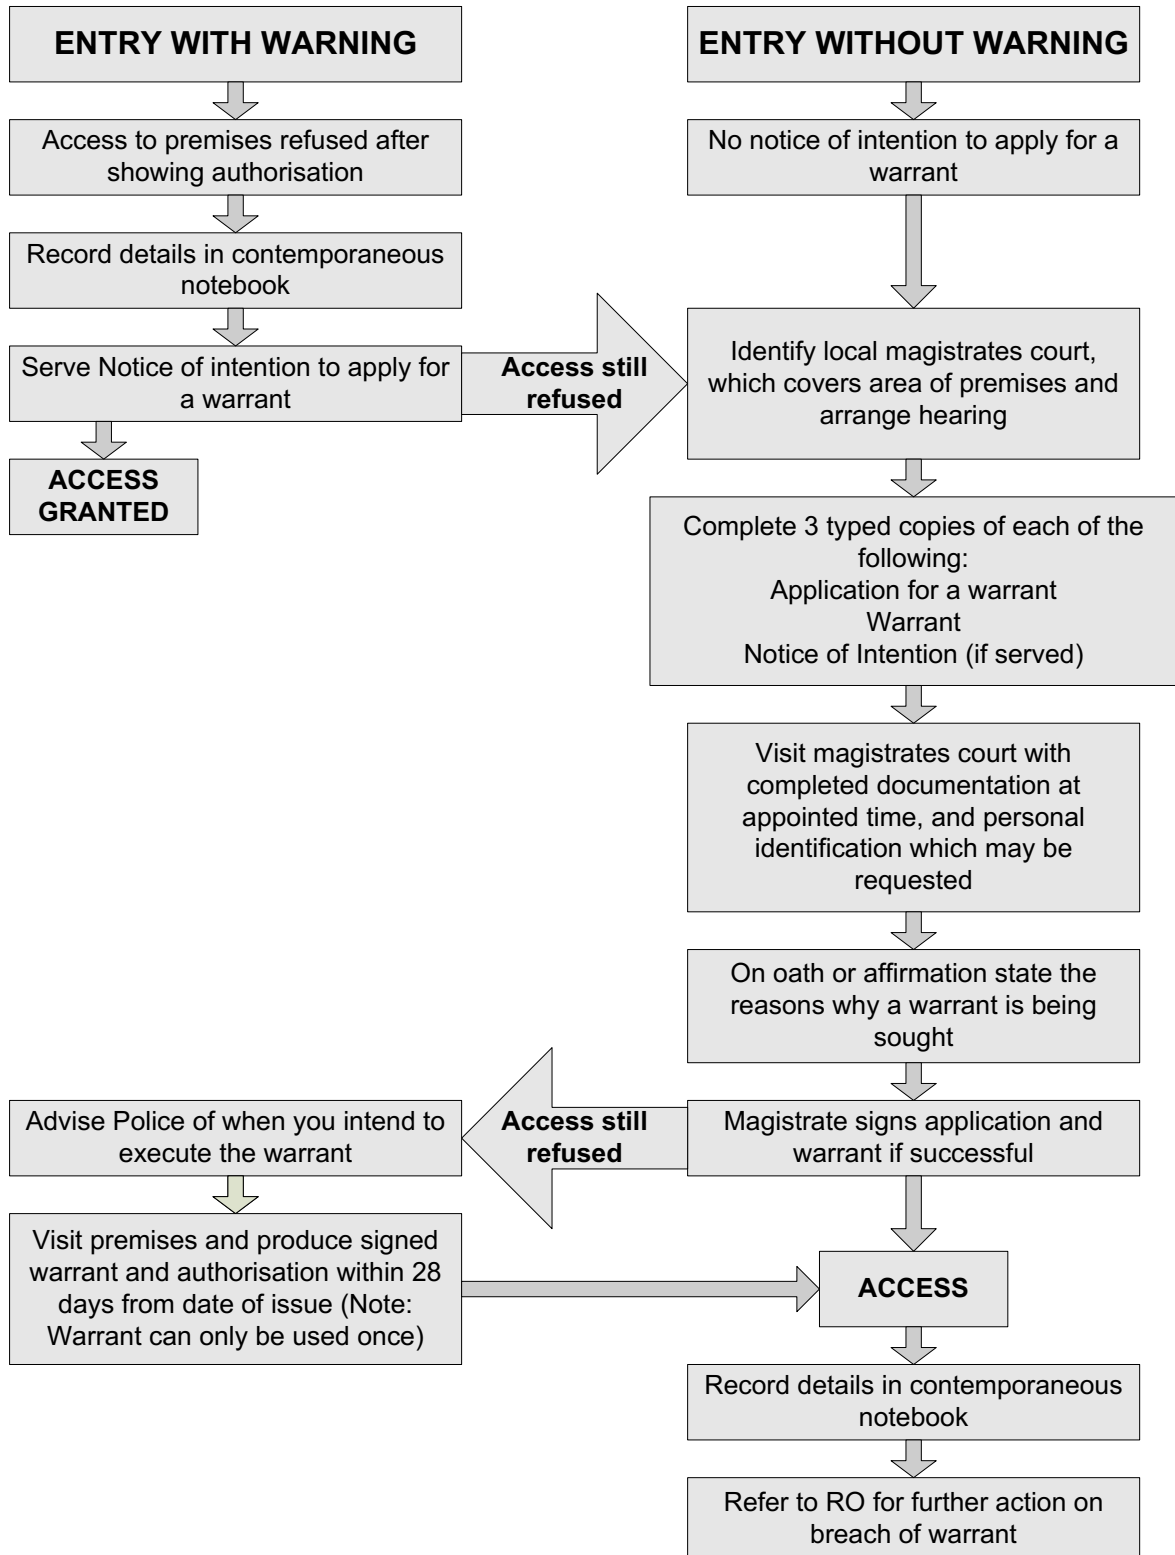 ENTRY WITH WARNING
Access to premises refused after
showing authorisation
Record details in contemporaneous
notebook
Serve Notice of intention to apply for
a warrant
ACCESS
GRANTED
Access still
refused
ENTRY WITHOUT WARNING
No notice of intention to apply for a
warrant
Identify local magistrates court,
which covers area of premises and
arrange hearing
Complete 3 typed copies of each of the
following:
Application for a warrant
Warrant
Notice of Intention (if served)
Visit magistrates court with
completed documentation at
appointed time, and personal
identification which may be
requested
On oath or affirmation state the
reasons why a warrant is being
sought
Magistrate signs application and
warrant if successful
Access still
refused
Advise Police of when you intend to
execute the warrant
Visit premises and produce signed
warrant and authorisation within 28
days from date of issue (Note:
Warrant can only be used once)
ACCESS
Record details in contemporaneous
notebook
Refer to RO for further action on
breach of warrant